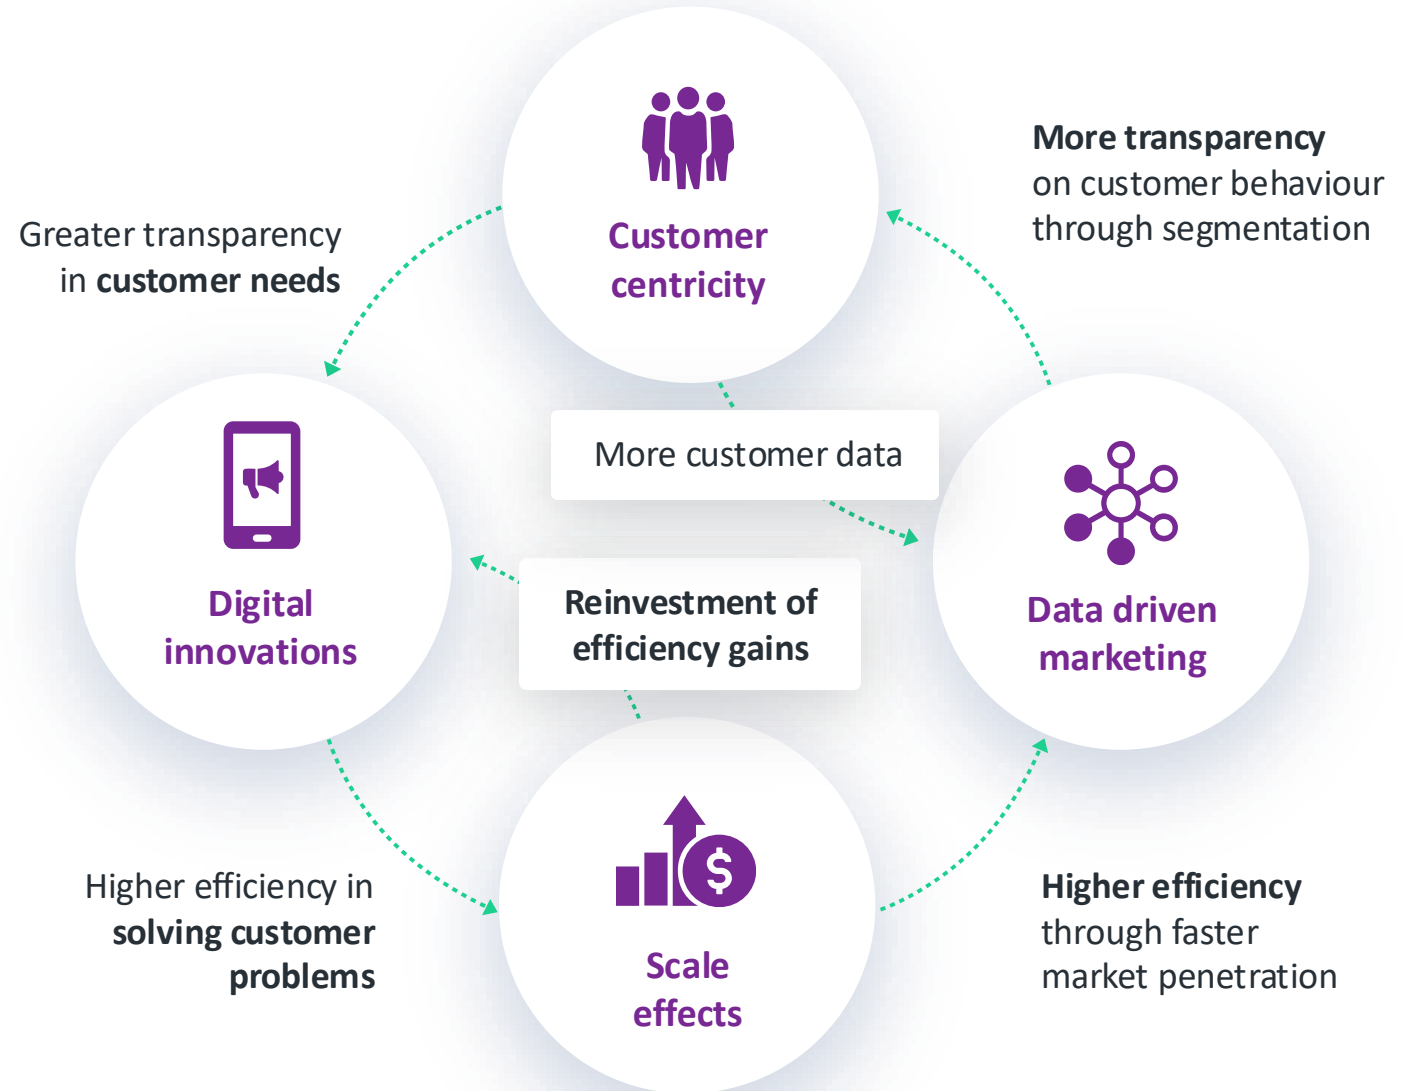 Customer
centricity
More transparency
on customer behaviour
through segmentation
Greater transparency
in customer needs
More customer data
Digital
innovations
Reinvestment of
efficiency gains
Data driven
marketing
Higher efficiency in
solving customer
problems
$
Scale
effects
Higher efficiency
through faster
market penetration